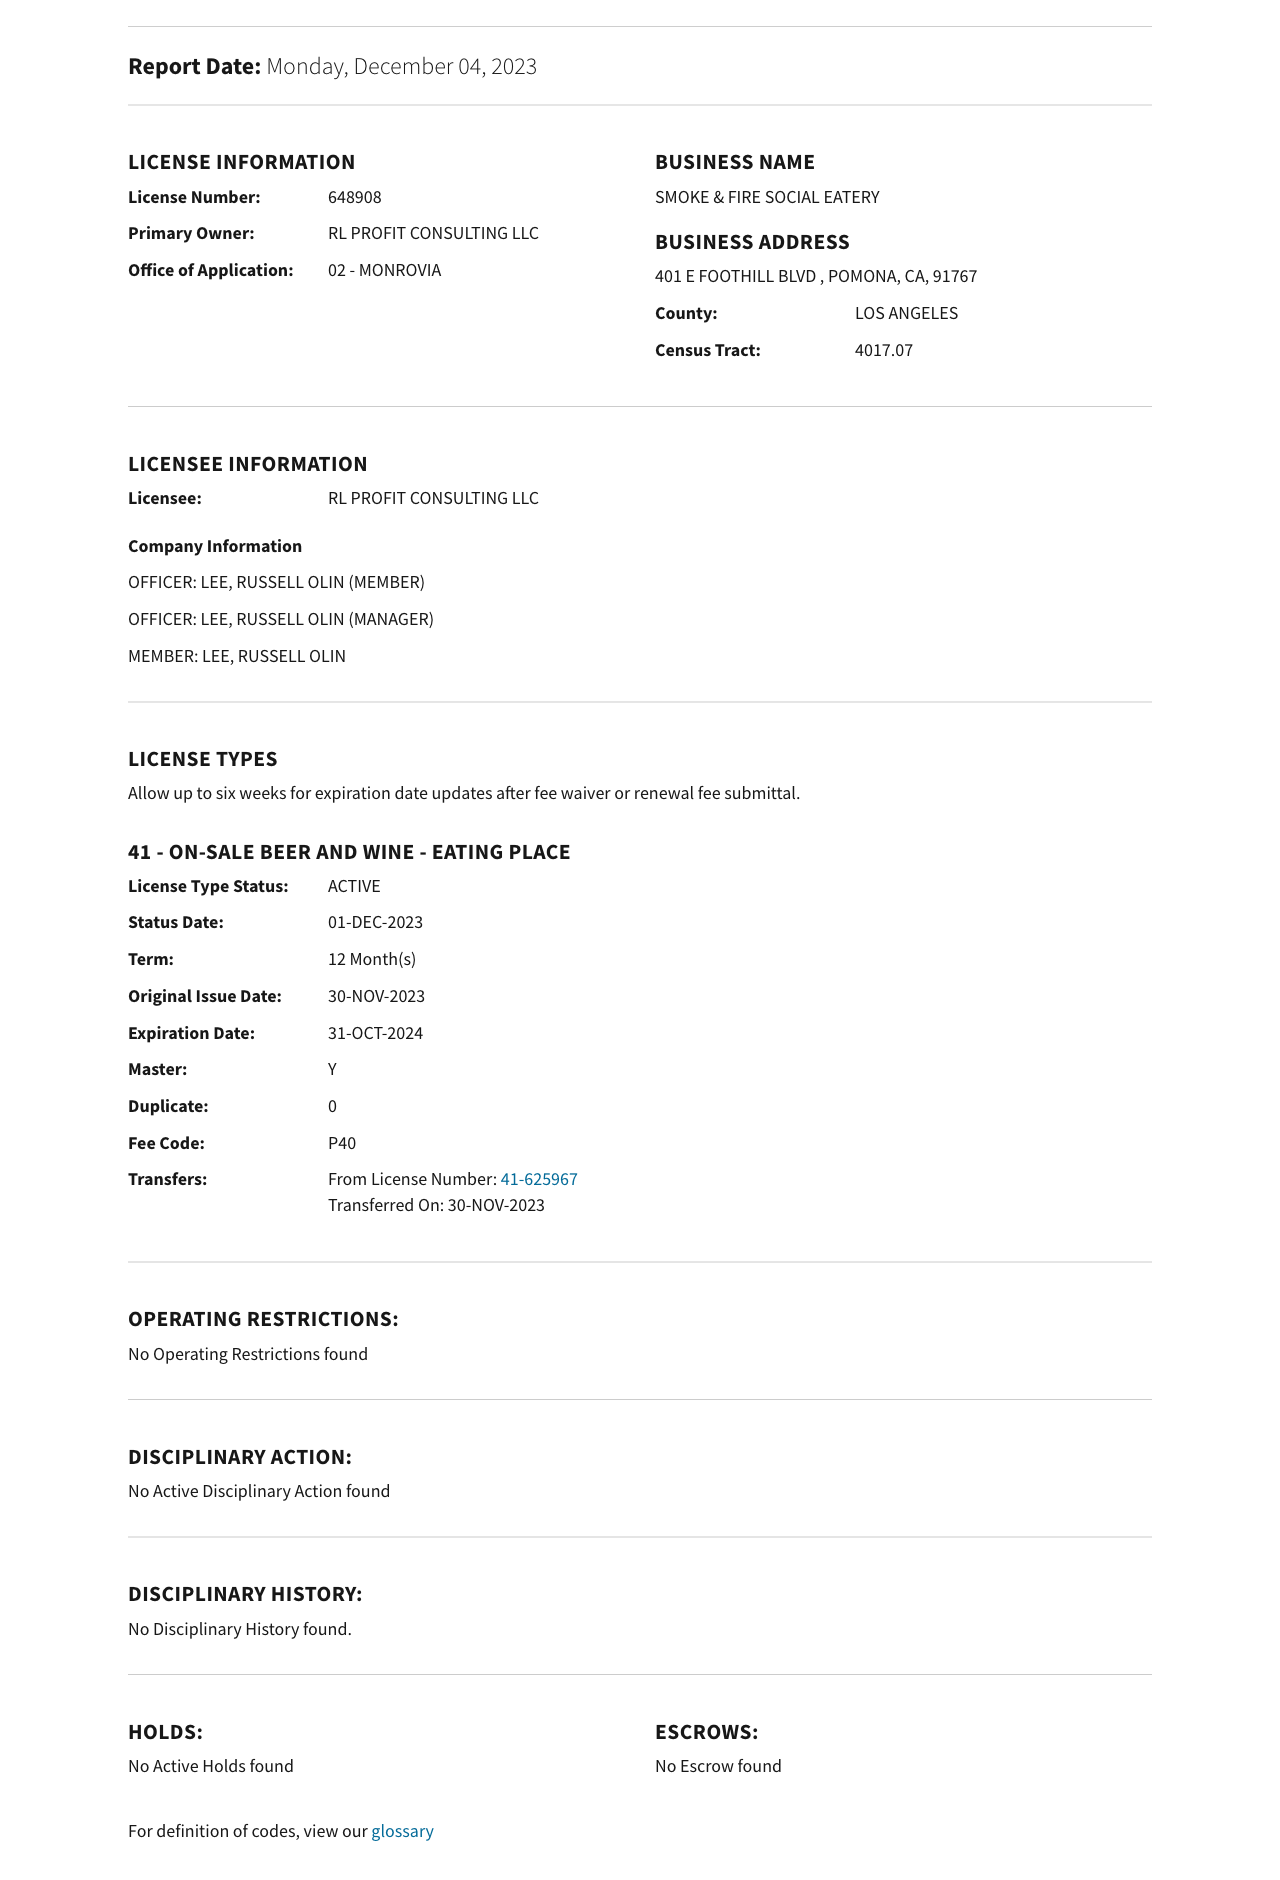 Report Date: Monday, December 04, 2023
LICENSE INFORMATION
License Number: 648908
Primary Owner: RL PROFIT CONSULTING LLC
Office of Application: 02 - MONROVIA
BUSINESS NAME
SMOKE & FIRE SOCIAL EATERY
BUSINESS ADDRESS
401 E FOOTHILL BLVD , POMONA, CA, 91767
County: LOS ANGELES
Census Tract: 4017.07
LICENSEE INFORMATION
Licensee: RL PROFIT CONSULTING LLC
Company Information
OFFICER: LEE, RUSSELL OLIN (MEMBER)
OFFICER: LEE, RUSSELL OLIN (MANAGER)
MEMBER: LEE, RUSSELL OLIN
LICENSE TYPES
Allow up to six weeks for expiration date updates after fee waiver or renewal fee submittal.
41 - ON-SALE BEER AND WINE - EATING PLACE
License Type Status: ACTIVE
Status Date: 01-DEC-2023
Term: 12 Month(s)
Original Issue Date: 30-NOV-2023
Expiration Date: 31-OCT-2024
Master: Y
Duplicate: 0
Fee Code: P40
Transfers: From License Number: 41-625967
Transferred On: 30-NOV-2023
OPERATING RESTRICTIONS:
No Operating Restrictions found
DISCIPLINARY ACTION:
No Active Disciplinary Action found
DISCIPLINARY HISTORY:
No Disciplinary History found.
HOLDS:
No Active Holds found
ESCROWS:
No Escrow found
For definition of codes, view our glossary